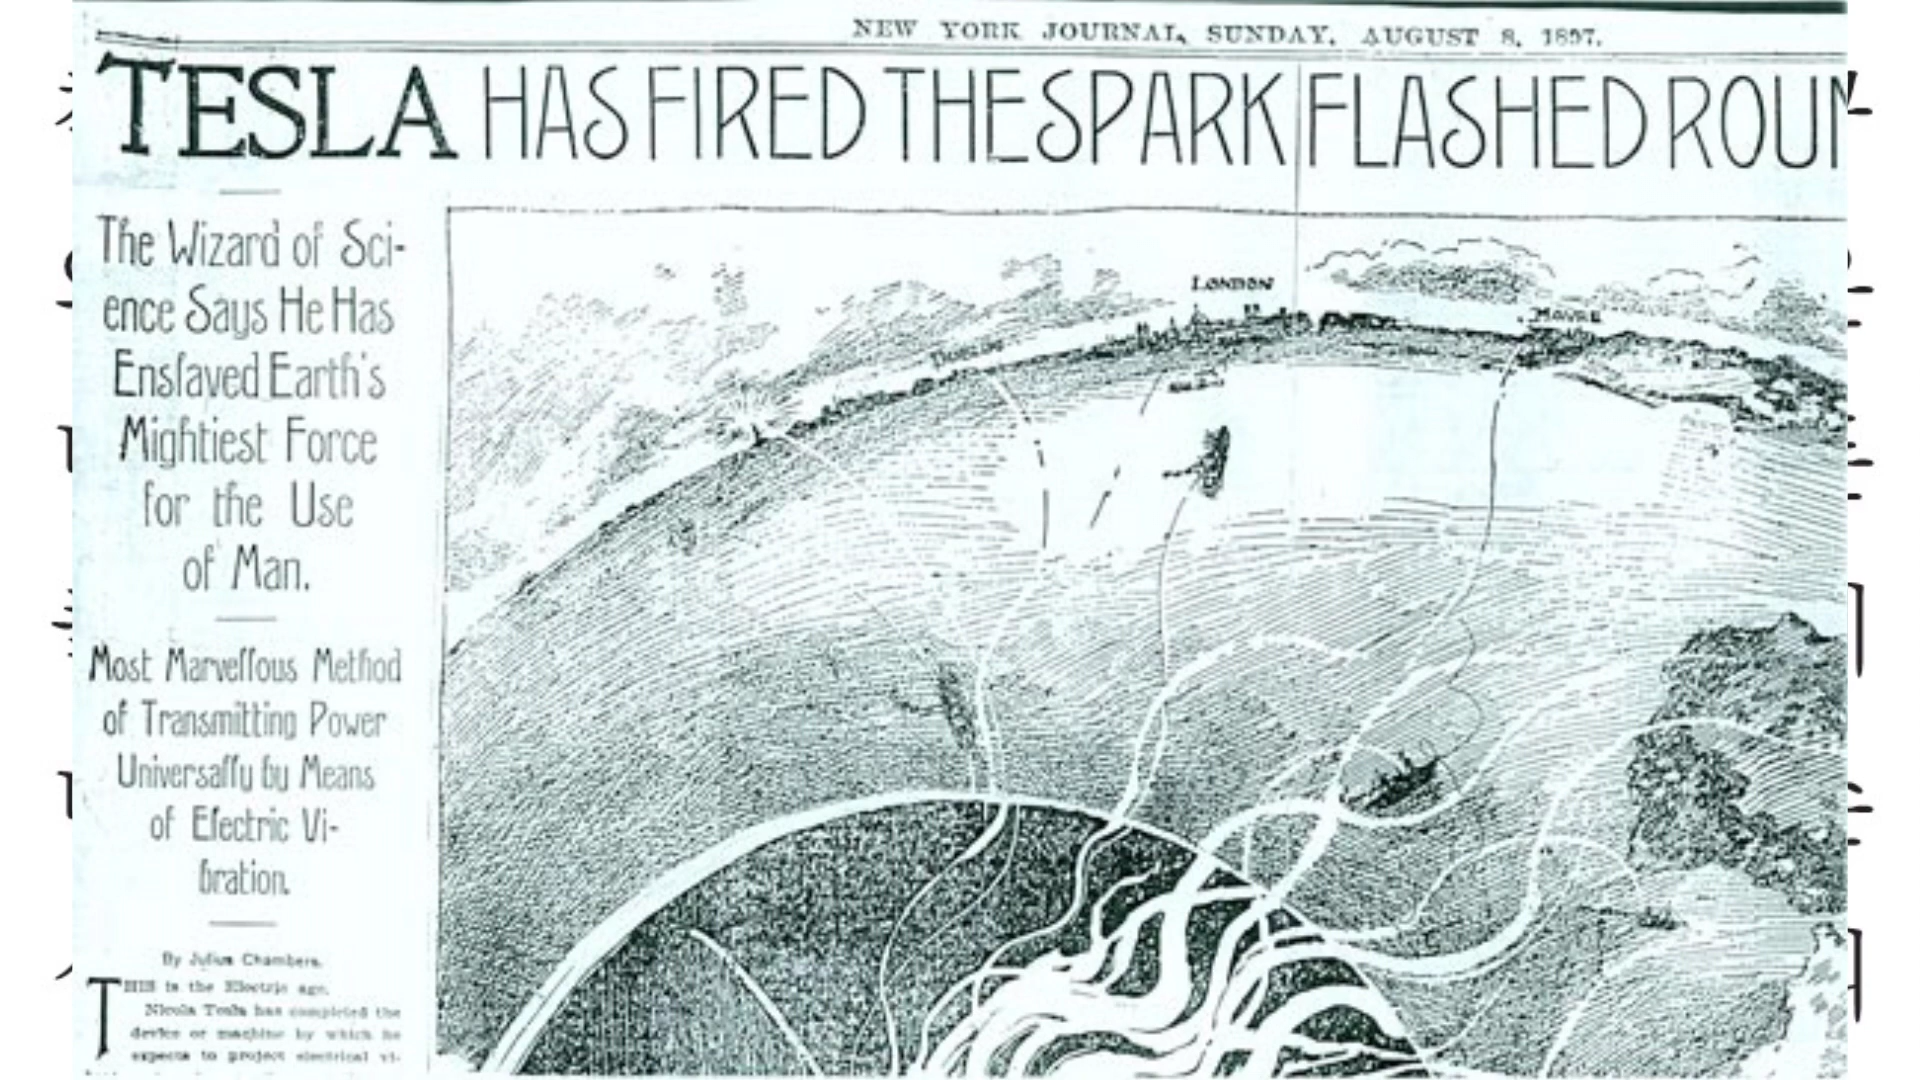 NEW YORK JOURNAL, SUNDAY, AUGUST 8, 1897.
TESLA HAS FIRED THE SPARK FLASHED ROUN
The Wizard of Sci-
ence Says He Has
Enslaved Earth's
Mightiest Force
for the Use
of Man.
Most Marvellous Method
of Transmitting Power
Universally by Means
of Electric Vi-
bration.
By Julius Chambers.
THIS is the Electric age.
Nicola Tesla has completed the
device or machine by which he
expects to project electrical vi-
LONDON
HAVRE